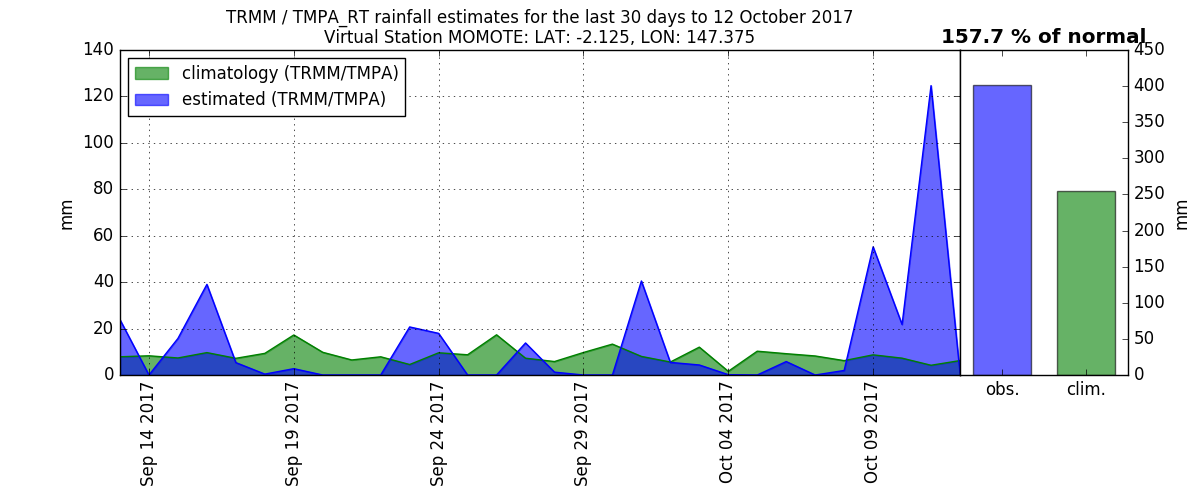 TRMM / TMPA_RT rainfall estimates for the last 30 days to 12 October 2017
Virtual Station MOMOTE: LAT: -2.125, LON: 147.375
157.7 % of normal
climatology (TRMM/TMPA)
estimated (TRMM/TMPA)
140
120
100
80
60
40
20
0
mm
Sep 14 2017
Sep 19 2017
Sep 24 2017
Sep 29 2017
Oct 04 2017
Oct 09 2017
obs.
clim.
450
400
350
300
250
200
150
100
50
0
mm